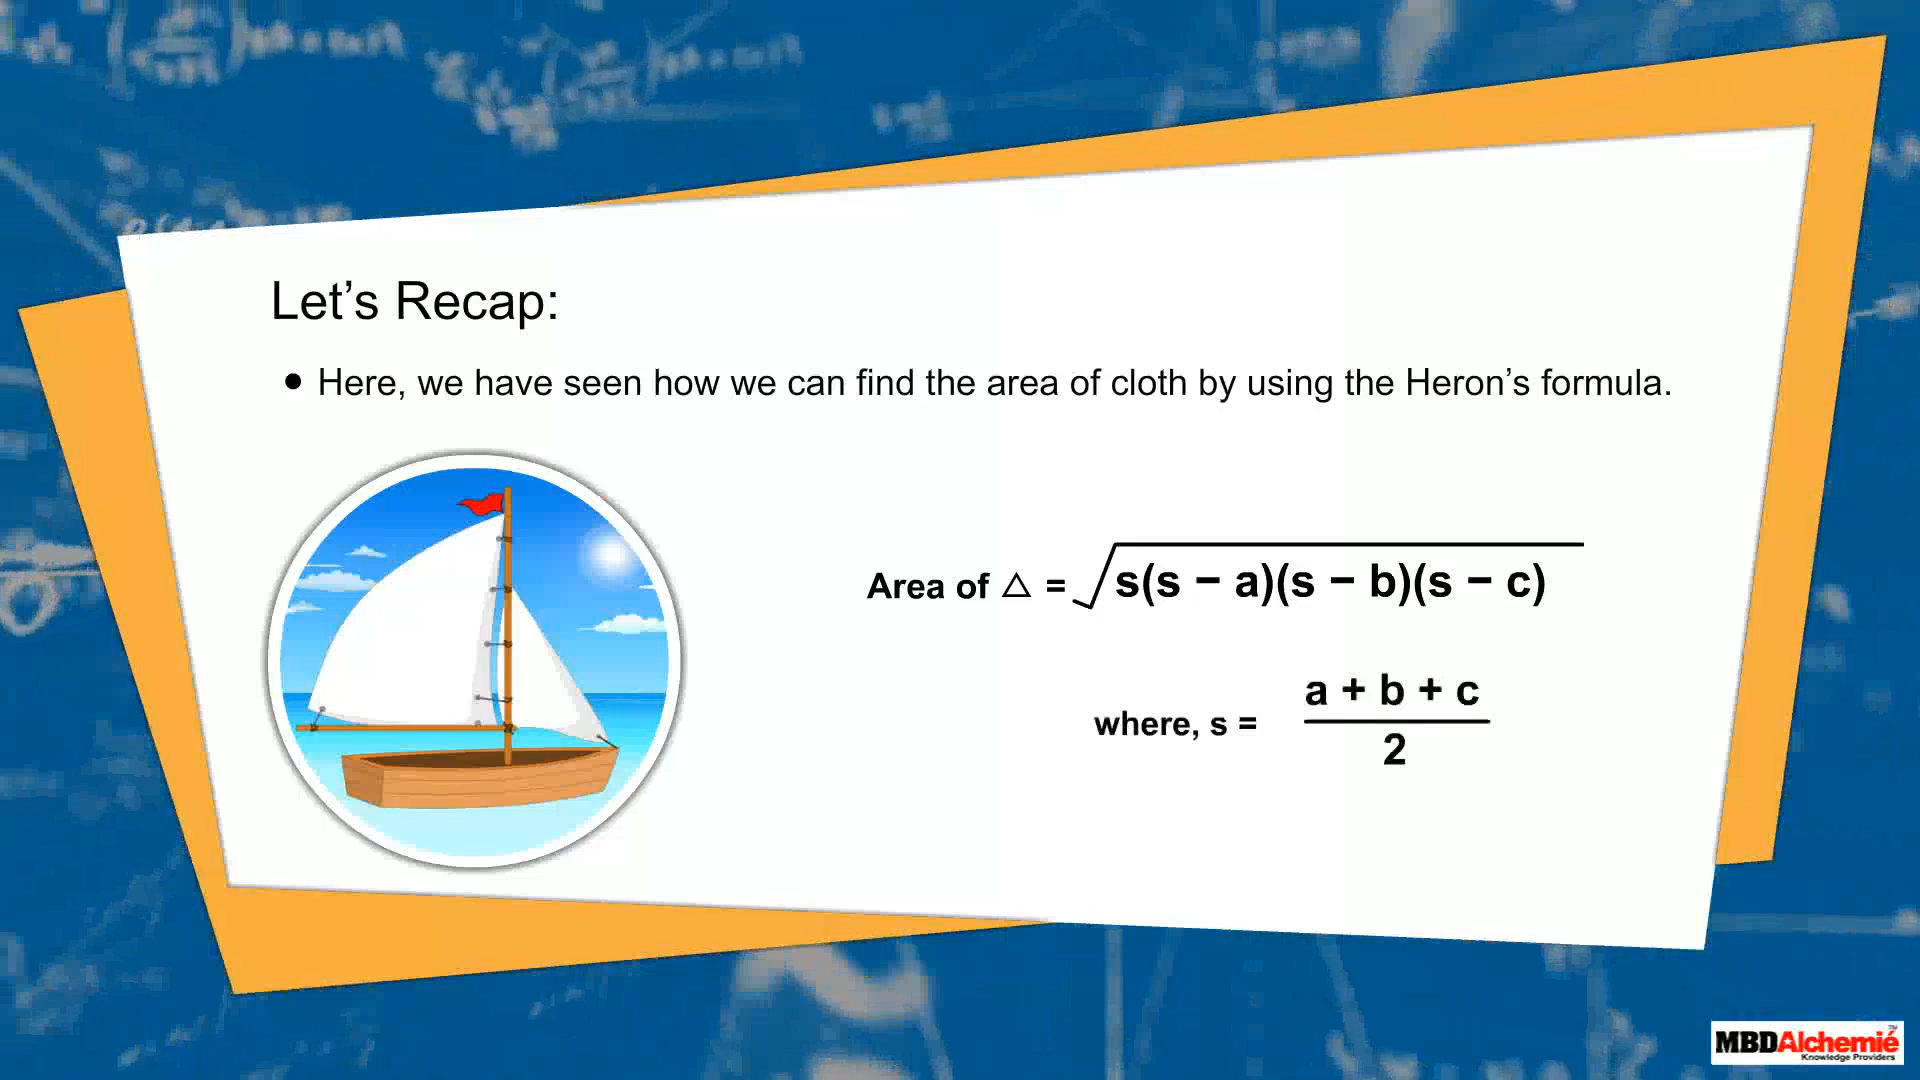 Let’s Recap:
● Here, we have seen how we can find the area of cloth by using the Heron’s formula.
Area of △ = √s(s − a)(s − b)(s − c)
where, s = a + b + c
2
MBDAlchemié™
Knowledge Providers